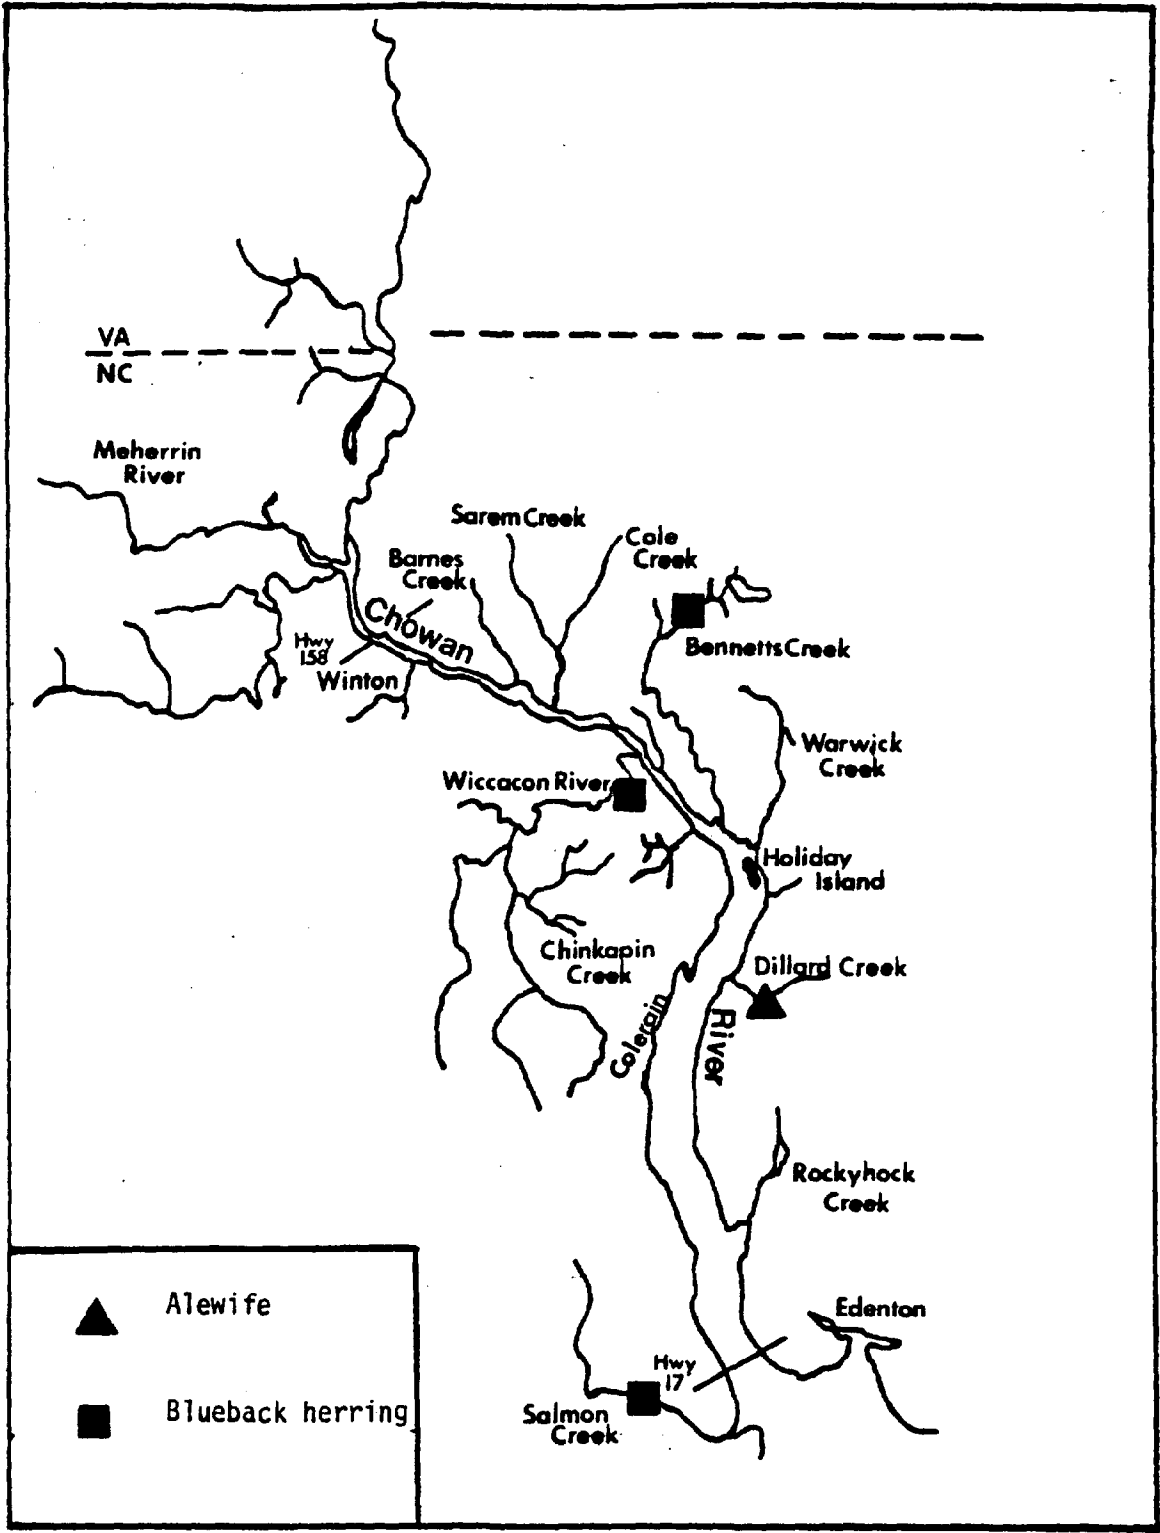 VA
NC
Meherrin
River
Sarem Creek
Cole
Creek
Barnes
Creek
Chowan
Bennetts Creek
Hwy
158
Winton
Warwick
Creek
Wiccacon River
Holiday
Island
Chinkapin
Creek
Dillard Creek
Colerain
River
Rockyhock
Creek
Edenton
Hwy
17
Salmon
Creek
Alewife
Blueback herring